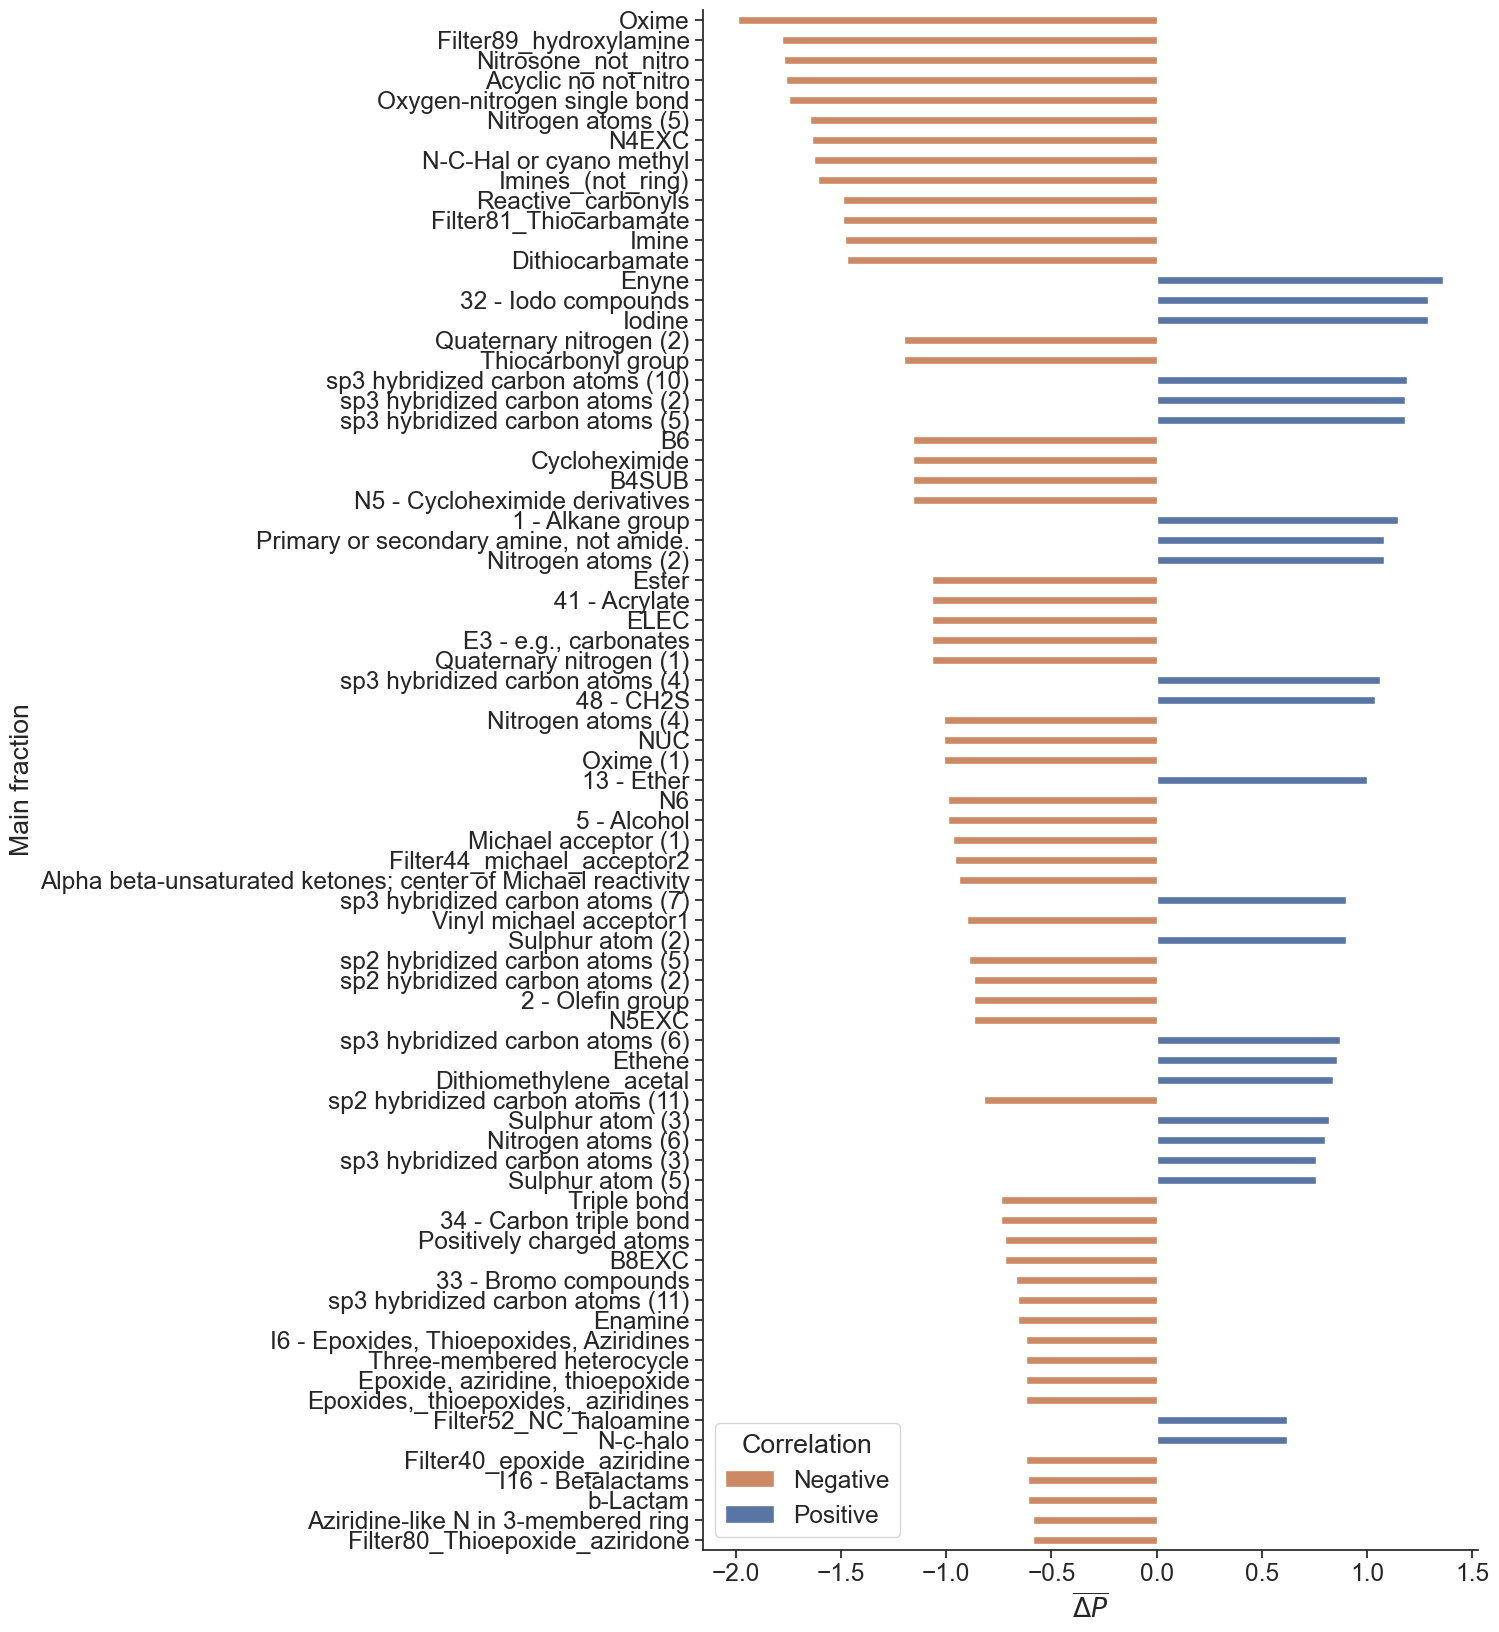 Oxime
Filter89_hydroxylamine
Nitrosone_not_nitro
Acyclic no not nitro
Oxygen-nitrogen single bond
Nitrogen atoms (5)
N4EXC
N-C-Hal or cyano methyl
Imines_(not_ring)
Reactive_carbonyls
Filter81_Thiocarbamate
Imine
Dithiocarbamate
Enyne
32 - Iodo compounds
Iodine
Quaternary nitrogen (2)
Thiocarbonyl group
sp3 hybridized carbon atoms (10)
sp3 hybridized carbon atoms (2)
sp3 hybridized carbon atoms (5)
B6
Cycloheximide
B4SUB
N5 - Cycloheximide derivatives
1 - Alkane group
Primary or secondary amine, not amide.
Nitrogen atoms (2)
Ester
41 - Acrylate
ELEC
E3 - e.g., carbonates
Quaternary nitrogen (1)
sp3 hybridized carbon atoms (4)
48 - CH2S
Nitrogen atoms (4)
NUC
Oxime (1)
13 - Ether
N6
5 - Alcohol
Michael acceptor (1)
Filter44_michael_acceptor2
Alpha beta-unsaturated ketones; center of Michael reactivity
sp3 hybridized carbon atoms (7)
Vinyl michael acceptor1
Sulphur atom (2)
sp2 hybridized carbon atoms (5)
sp2 hybridized carbon atoms (2)
2 - Olefin group
N5EXC
sp3 hybridized carbon atoms (6)
Ethene
Dithiomethylene_acetal
sp2 hybridized carbon atoms (11)
Sulphur atom (3)
Nitrogen atoms (6)
sp3 hybridized carbon atoms (3)
Sulphur atom (5)
Triple bond
34 - Carbon triple bond
Positively charged atoms
B8EXC
33 - Bromo compounds
sp3 hybridized carbon atoms (11)
Enamine
I6 - Epoxides, Thioepoxides, Aziridines
Three-membered heterocycle
Epoxide, aziridine, thioepoxide
Epoxides,_thioepoxides,_aziridines
Filter52_NC_haloamine
N-c-halo
Filter40_epoxide_aziridine
I16 - Betalactams
b-Lactam
Aziridine-like N in 3-membered ring
Filter80_Thioepoxide_aziridone
Main fraction
Correlation
Negative
Positive
−2.0 −1.5 −1.0 −0.5 0.0 0.5 1.0 1.5
ΔP̅